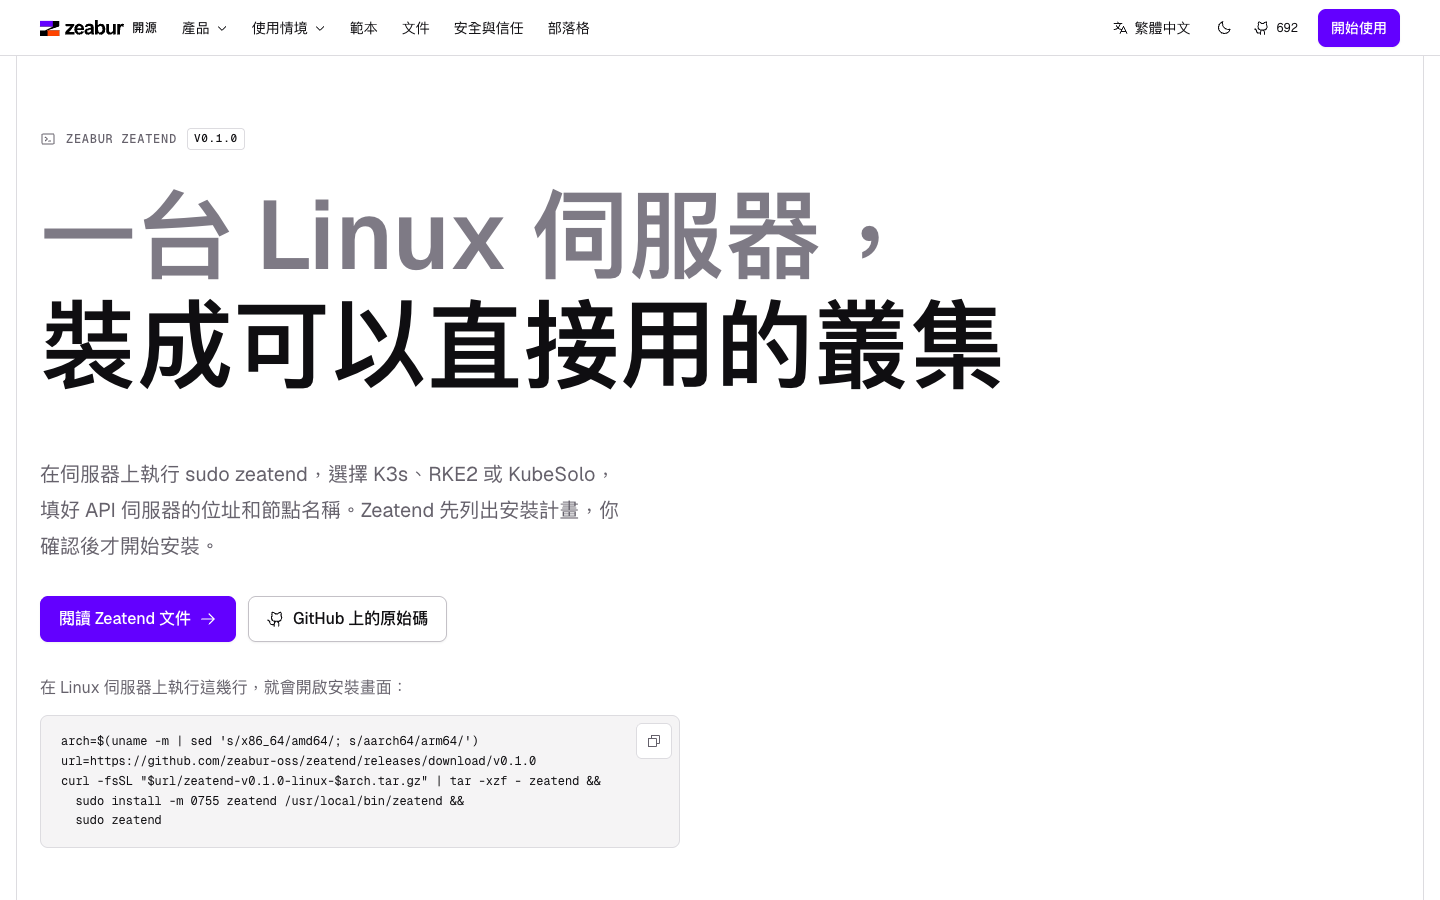 zeabur 開源 產品 使用情境 範本 文件 安全與信任 部落格 繁體中文 692 開始使用
ZEABUR ZEATEND V0.1.0
一台 Linux 伺服器，
裝成可以直接用的叢集
在伺服器上執行 sudo zeatend，選擇 K3s、RKE2 或 KubeSolo，
填好 API 伺服器的位址和節點名稱。Zeatend 先列出安裝計畫，你
確認後才開始安裝。
閱讀 Zeatend 文件 → GitHub 上的原始碼
在 Linux 伺服器上執行這幾行，就會開啟安裝畫面：
arch=$(uname -m | sed 's/x86_64/amd64/; s/aarch64/arm64/')
url=https://github.com/zeabur-oss/zeatend/releases/download/v0.1.0
curl -fsSL "$url/zeatend-v0.1.0-linux-$arch.tar.gz" | tar -xzf - zeatend &&
  sudo install -m 0755 zeatend /usr/local/bin/zeatend &&
  sudo zeatend